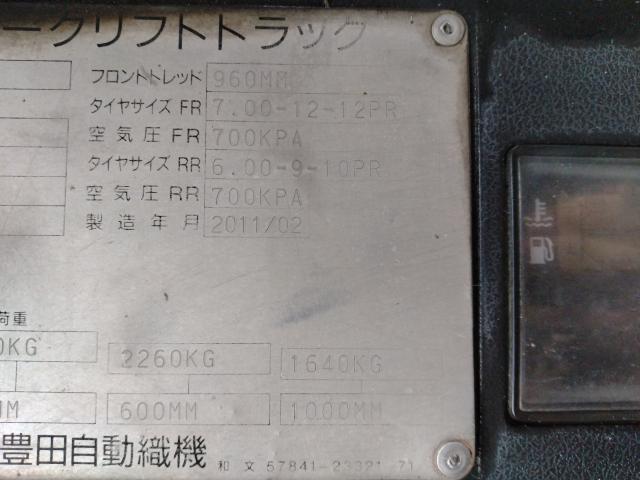 ークリフトトラック
フロントトレッド 960MM
タイヤサイズ FR 7.00-12-12PR
空気圧 FR 700KPA
タイヤサイズ RR 6.00-9-10PR
空気圧 RR 700KPA
製造年月 2011/02
荷重
0KG 2260KG 1640KG
MM 600MM 1000MM
豊田自動織機 和文 57841-23321-71